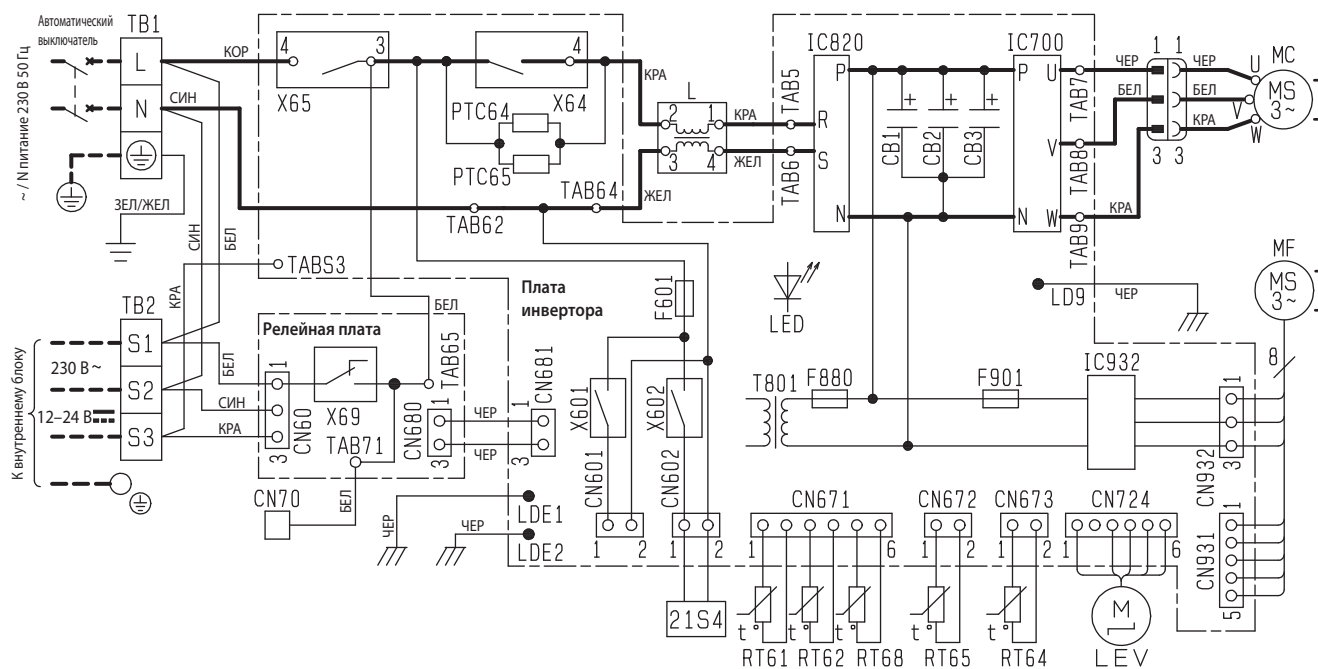 Автоматический
выключатель
~ / N питание 230 В 50 Гц
TB1
L
N
КОР
СИН
ЗЕЛ/ЖЕЛ
СИН
БЕЛ
КРА
4
3
X65
4
X64
PTC64
PTC65
TAB62
TAB64
КРА
ЖЕЛ
L
2
1
3
4
КРА
ЖЕЛ
TAB5
TAB6
IC820
P
R
S
N
CB1
CB2
CB3
+
+
+
IC700
P
U
V
N
W
TAB7
TAB8
TAB9
ЧЕР
БЕЛ
КРА
1
1
3
3
ЧЕР
БЕЛ
КРА
U
V
W
MC
MS
3~
TABS3
TB2
S1
S2
S3
К внутреннему блоку
230 В ~
12–24 В
Релейная плата
БЕЛ
СИН
КРА
1
3
CN60
X69
TAB71
БЕЛ
TAB65
CN680
1
3
ЧЕР
ЧЕР
CN681
1
3
CN70
БЕЛ
Плата
инвертора
F601
X601
X602
CN601
CN602
1
2
1
2
21S4
ЧЕР
ЧЕР
LDE1
LDE2
LED
LD9
ЧЕР
MF
MS
3~
8
T801
F880
F901
IC932
1
3
CN932
1
5
CN931
CN671
1
6
CN672
1
2
CN673
1
2
CN724
1
6
t°
t°
t°
t°
RT61
RT62
RT68
RT65
RT64
M
LEV